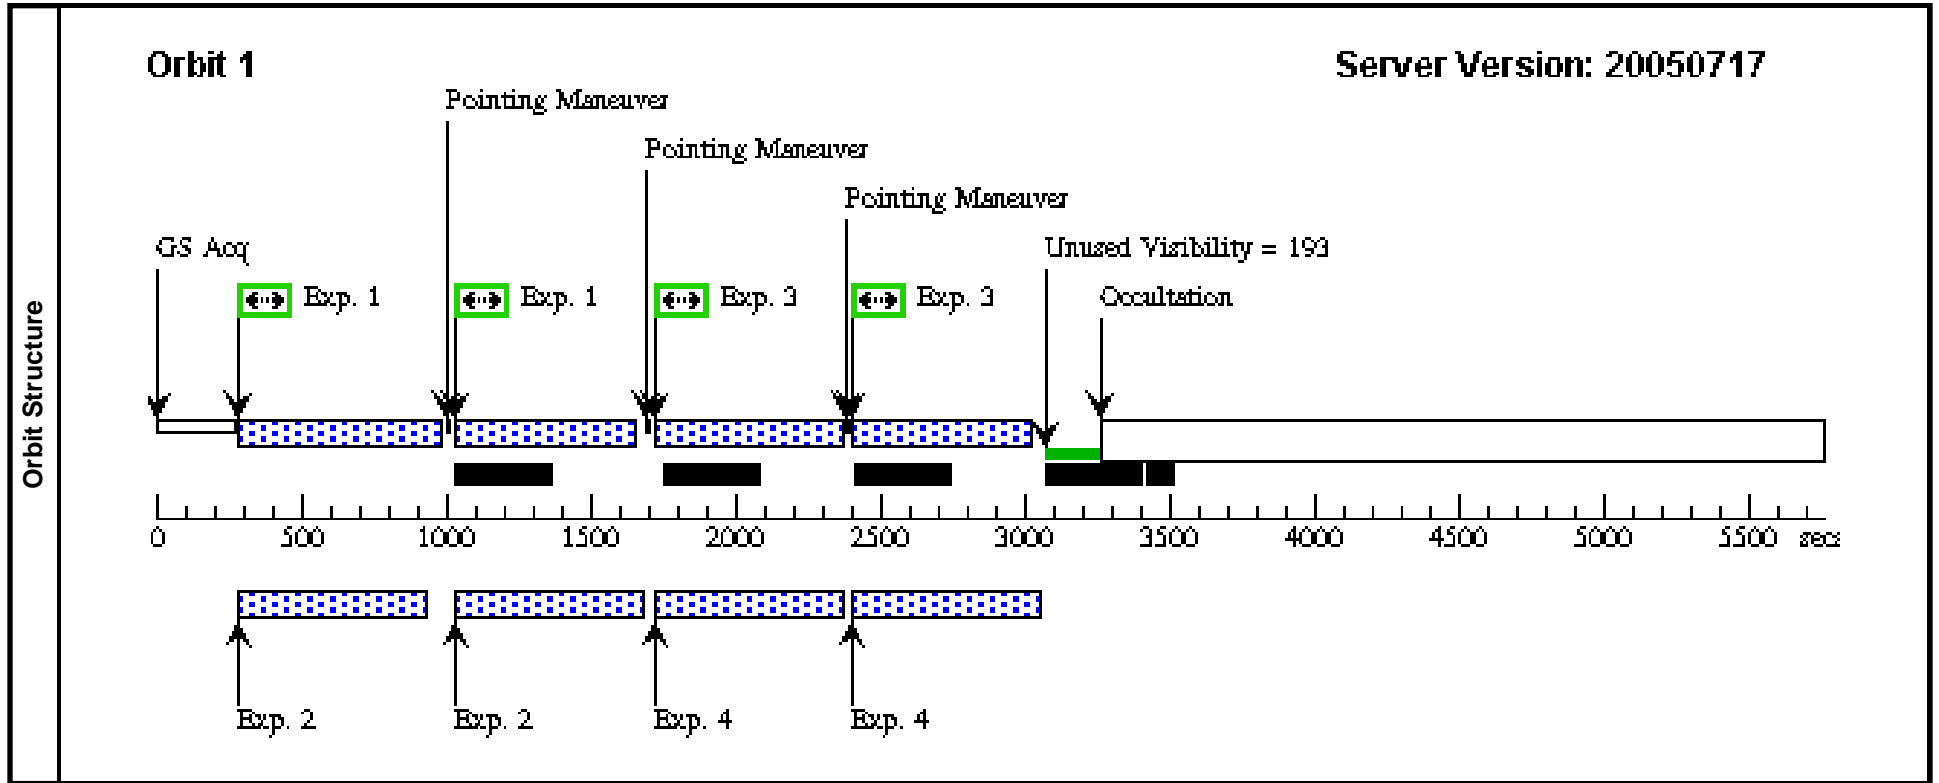 Orbit 1
Server Version: 20050717
Pointing Maneuver
Pointing Maneuver
Pointing Maneuver
GS Acq
Unused Visibility = 193
Exp. 1
Exp. 1
Exp. 3
Exp. 3
Occultation
Orbit Structure
0 500 1000 1500 2000 2500 3000 3500 4000 4500 5000 5500 secs
Exp. 2
Exp. 2
Exp. 4
Exp. 4